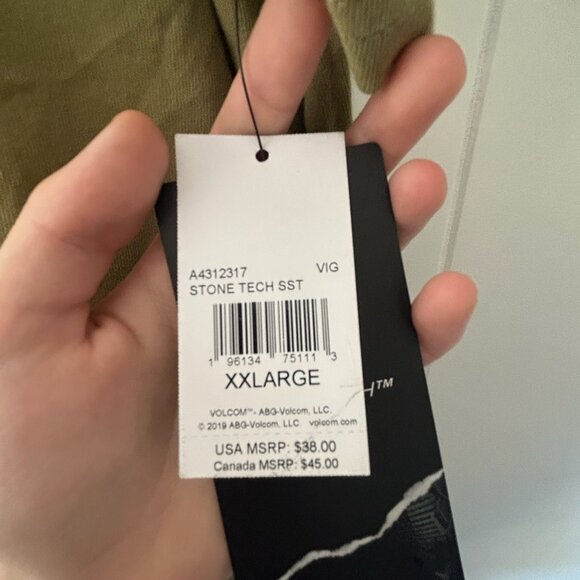 A4312317 VIG
STONE TECH SST
1 96134 75111 3
XXLARGE
VOLCOM™- ABG-Volcom, LLC.
© 2019 ABG-Volcom, LLC. volcom.com
USA MSRP: $38.00
Canada MSRP: $45.00